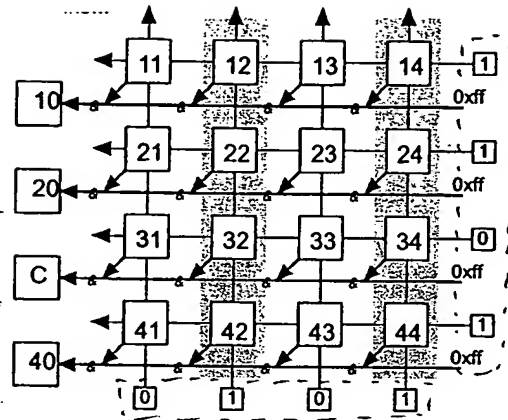 11 12 13 14 1
10 & & & & 0xff
21 22 23 24 1
20 & & & & 0xff
31 32 33 34 0
C & & & & 0xff
41 42 43 44 1
40 & & & & 0xff
0 1 0 1